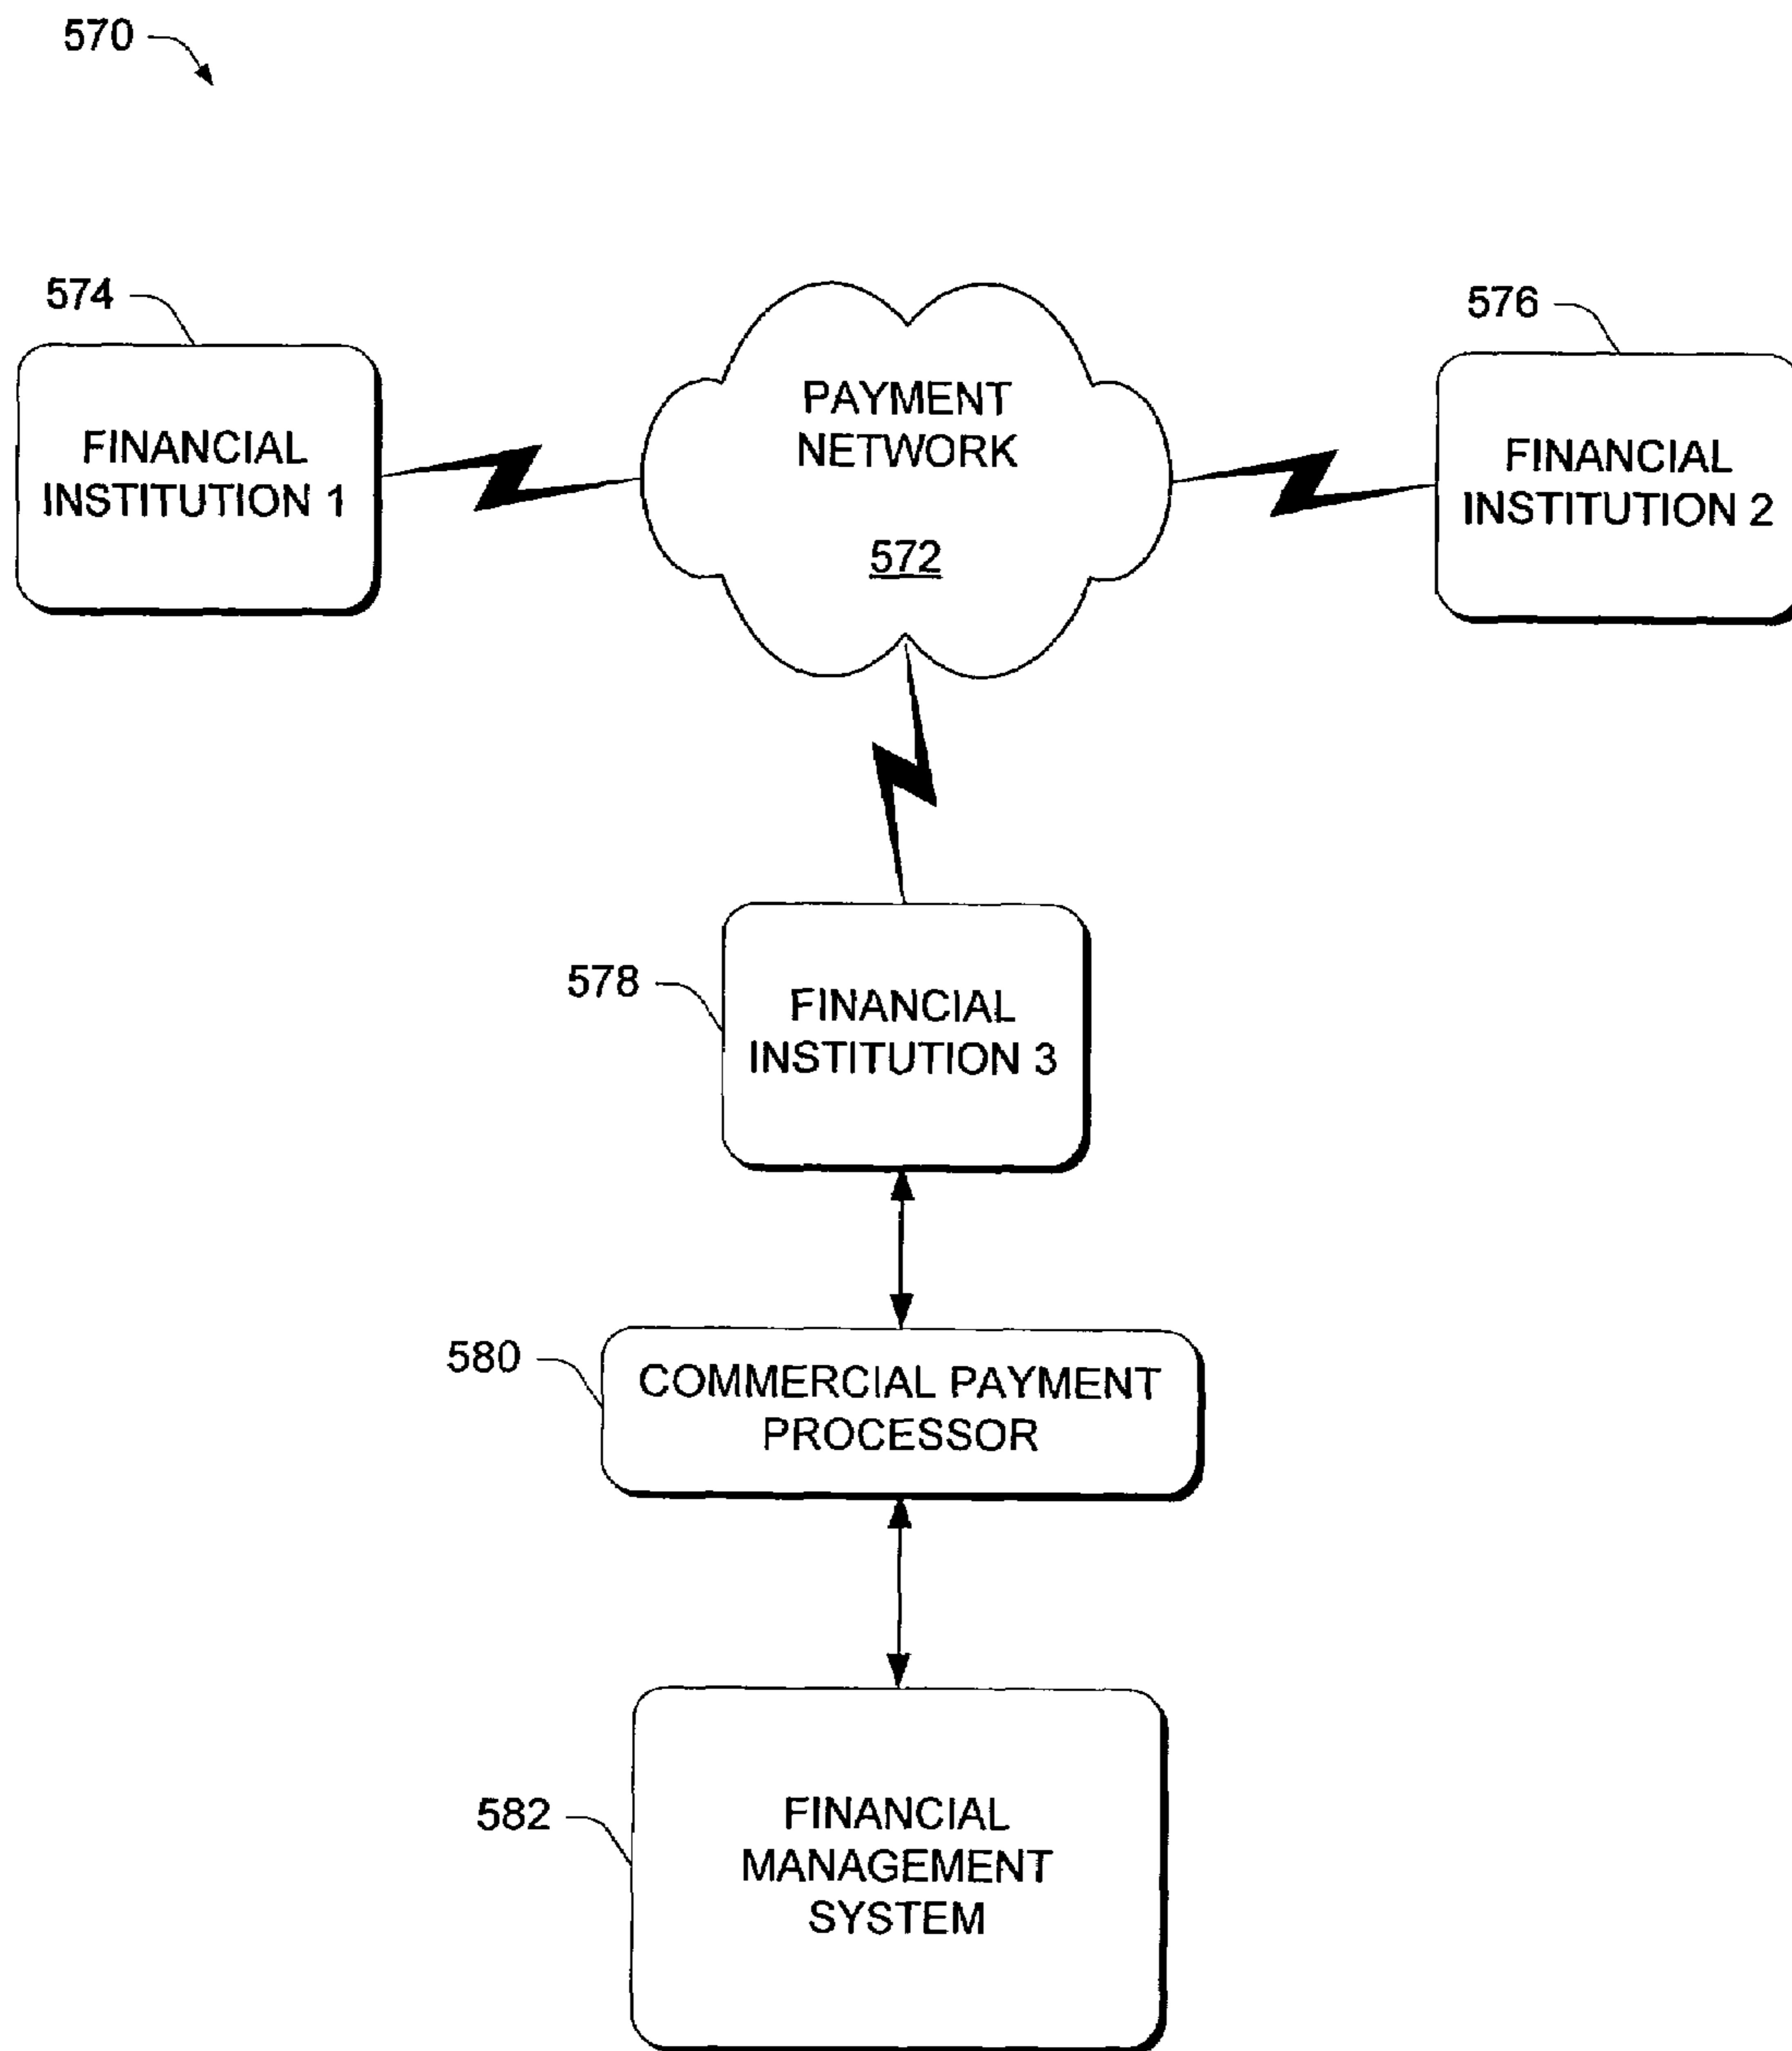 570
574
576
PAYMENT
NETWORK
572
FINANCIAL
INSTITUTION 1
FINANCIAL
INSTITUTION 2
578
FINANCIAL
INSTITUTION 3
580
COMMERCIAL PAYMENT
PROCESSOR
582
FINANCIAL
MANAGEMENT
SYSTEM